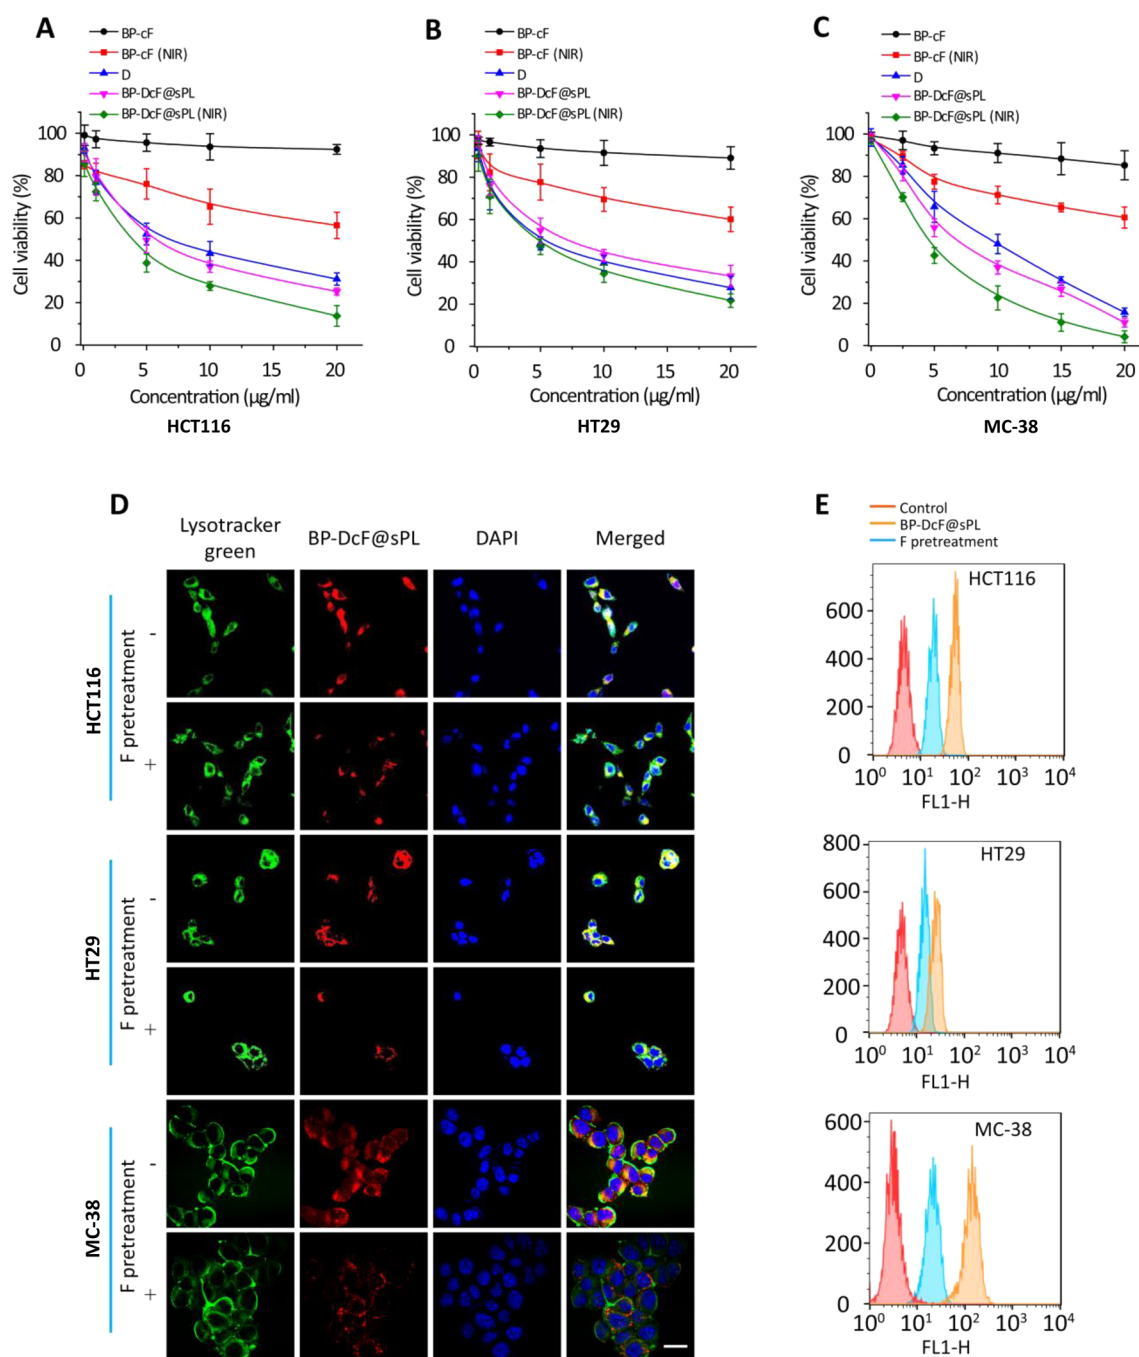 A
BP-cF
BP-cF (NIR)
D
BP-DcF@sPL
BP-DcF@sPL (NIR)
100
80
60
40
20
0
Cell viability (%)
0
5
10
15
20
Concentration (μg/ml)
HCT116
B
BP-cF
BP-cF (NIR)
D
BP-DcF@sPL
BP-DcF@sPL (NIR)
100
80
60
40
20
0
Cell viability (%)
0
5
10
15
20
Concentration (μg/ml)
HT29
C
BP-cF
BP-cF (NIR)
D
BP-DcF@sPL
BP-DcF@sPL (NIR)
100
80
60
40
20
0
Cell viability (%)
0
5
10
15
20
Concentration (μg/ml)
MC-38
D
Lysotracker
green
BP-DcF@sPL
DAPI
Merged
HCT116
F pretreatment
-
+
HT29
F pretreatment
-
+
MC-38
F pretreatment
-
+
E
Control
BP-DcF@sPL
F pretreatment
HCT116
600
400
200
0
10⁰ 10¹ 10² 10³ 10⁴
FL1-H
HT29
800
600
400
200
0
10⁰ 10¹ 10² 10³ 10⁴
FL1-H
MC-38
600
400
200
0
10⁰ 10¹ 10² 10³ 10⁴
FL1-H